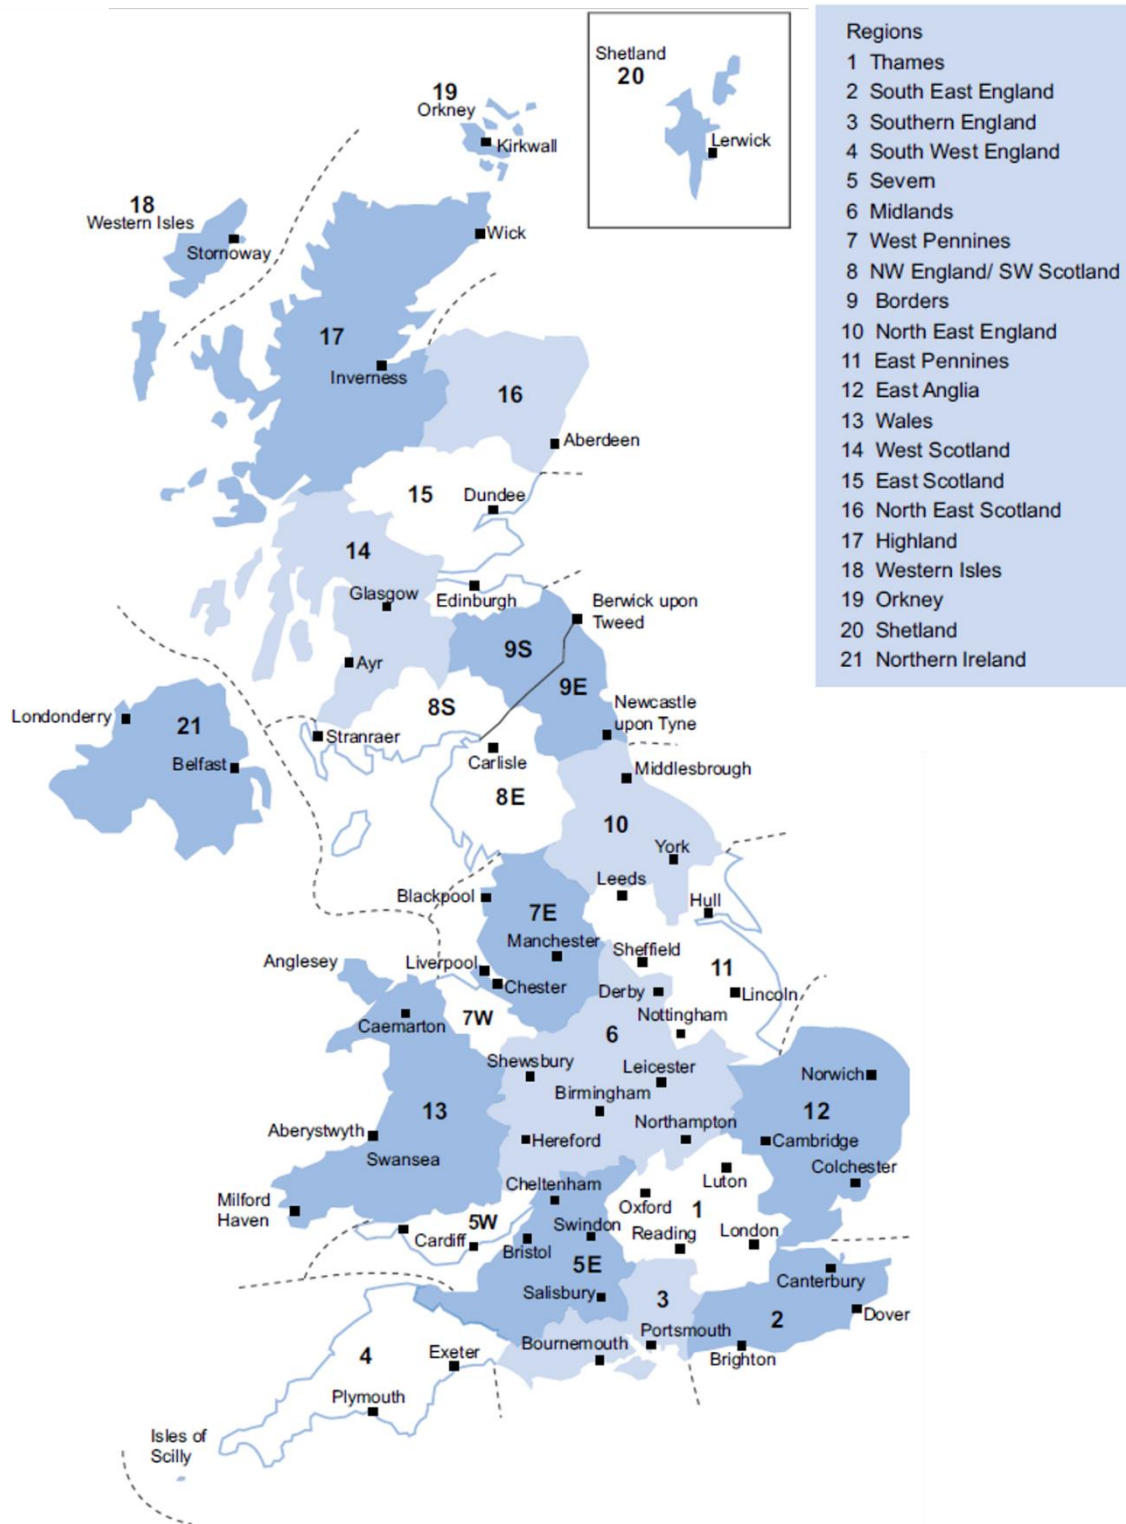 Regions
1 Thames
2 South East England
3 Southern England
4 South West England
5 Severn
6 Midlands
7 West Pennines
8 NW England/ SW Scotland
9 Borders
10 North East England
11 East Pennines
12 East Anglia
13 Wales
14 West Scotland
15 East Scotland
16 North East Scotland
17 Highland
18 Western Isles
19 Orkney
20 Shetland
21 Northern Ireland
Shetland
20
Lerwick
19
Orkney
Kirkwall
18
Western Isles
Stornoway
Wick
17
Inverness
16
Aberdeen
15
Dundee
14
Glasgow
Edinburgh
Berwick upon
Tweed
9S
Ayr
9E
8S
Newcastle
upon Tyne
Londonderry
21
Stranraer
Belfast
Carlisle
Middlesbrough
8E
10
York
Leeds
Blackpool
Hull
7E
Manchester
Sheffield
Anglesey
Liverpool
11
Chester
Derby
Lincoln
Caemarton
7W
Nottingham
6
Shewsbury
Leicester
Norwich
Birmingham
13
12
Northampton
Aberystwyth
Hereford
Cambridge
Swansea
Colchester
Luton
Cheltenham
Milford
Haven
Oxford
1
5W
Swindon
Reading
London
Cardiff
Bristol
5E
Canterbury
Salisbury
3
Dover
2
Portsmouth
Bournemouth
Brighton
4
Exeter
Plymouth
Isles of
Scilly